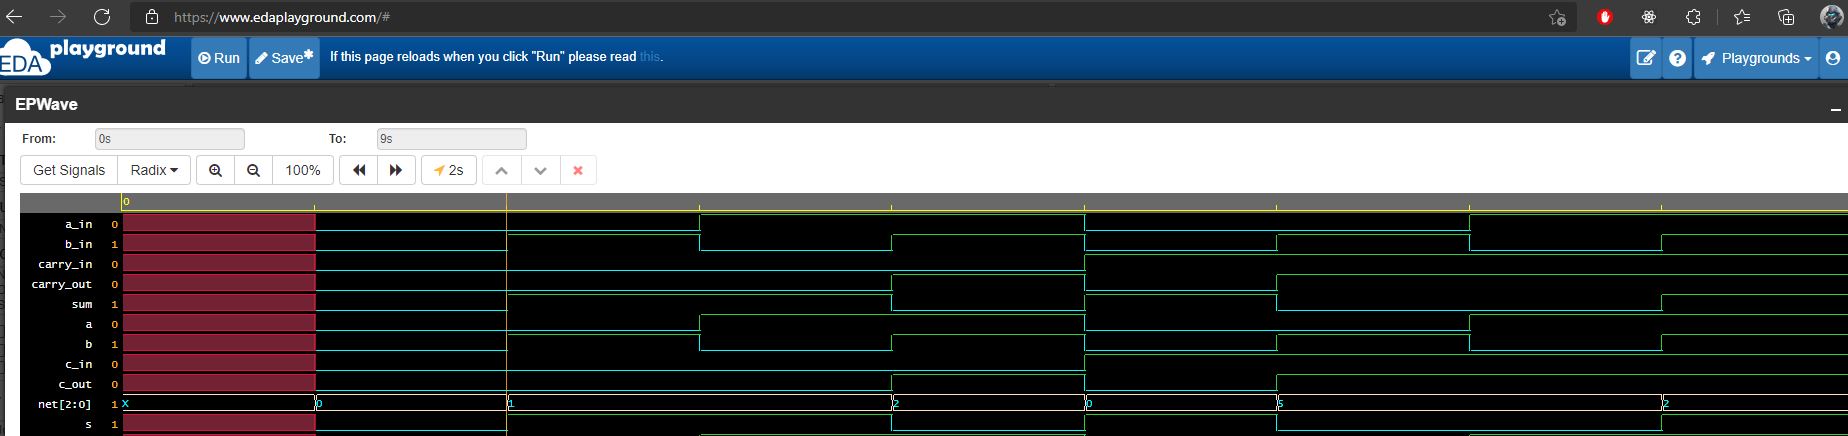 https://www.edaplayground.com/#
EDA playground
Run
Save*
If this page reloads when you click "Run" please read this.
Playgrounds
EPWave
From: 0s To: 9s
Get Signals Radix 100% 2s
0
a_in 0
b_in 1
carry_in 0
carry_out 0
sum 1
a 0
b 1
c_in 0
c_out 0
net[2:0] 1 X 0 1 2 0 5 2
s 1